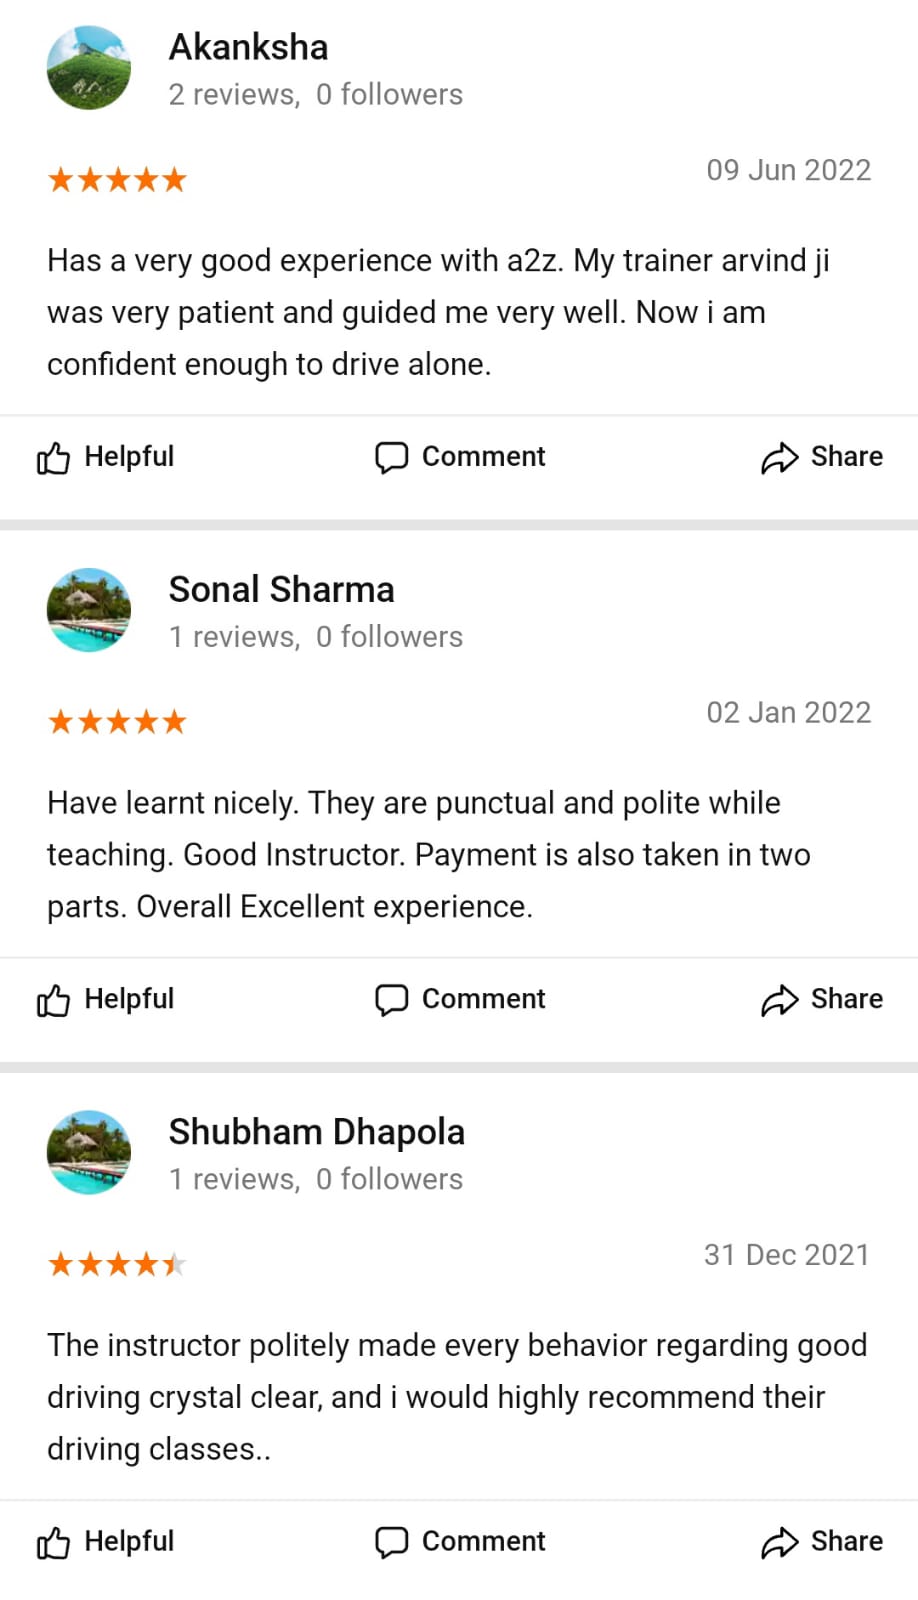 Akanksha
2 reviews, 0 followers
09 Jun 2022
Has a very good experience with a2z. My trainer arvind ji
was very patient and guided me very well. Now i am
confident enough to drive alone.
Helpful Comment Share
Sonal Sharma
1 reviews, 0 followers
02 Jan 2022
Have learnt nicely. They are punctual and polite while
teaching. Good Instructor. Payment is also taken in two
parts. Overall Excellent experience.
Helpful Comment Share
Shubham Dhapola
1 reviews, 0 followers
31 Dec 2021
The instructor politely made every behavior regarding good
driving crystal clear, and i would highly recommend their
driving classes..
Helpful Comment Share